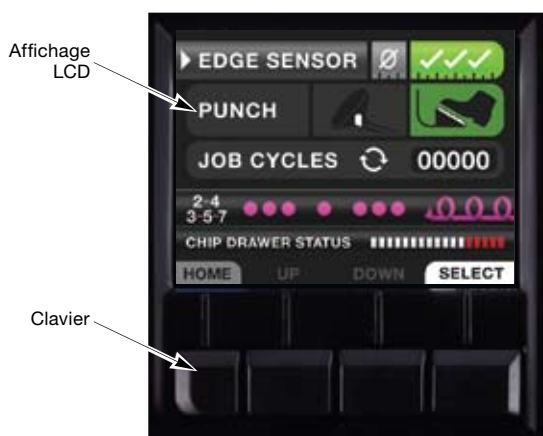 Affichage
LCD
EDGE SENSOR Ø
PUNCH
JOB CYCLES 00000
2-4
3-5-7
CHIP DRAWER STATUS
HOME UP DOWN SELECT
Clavier